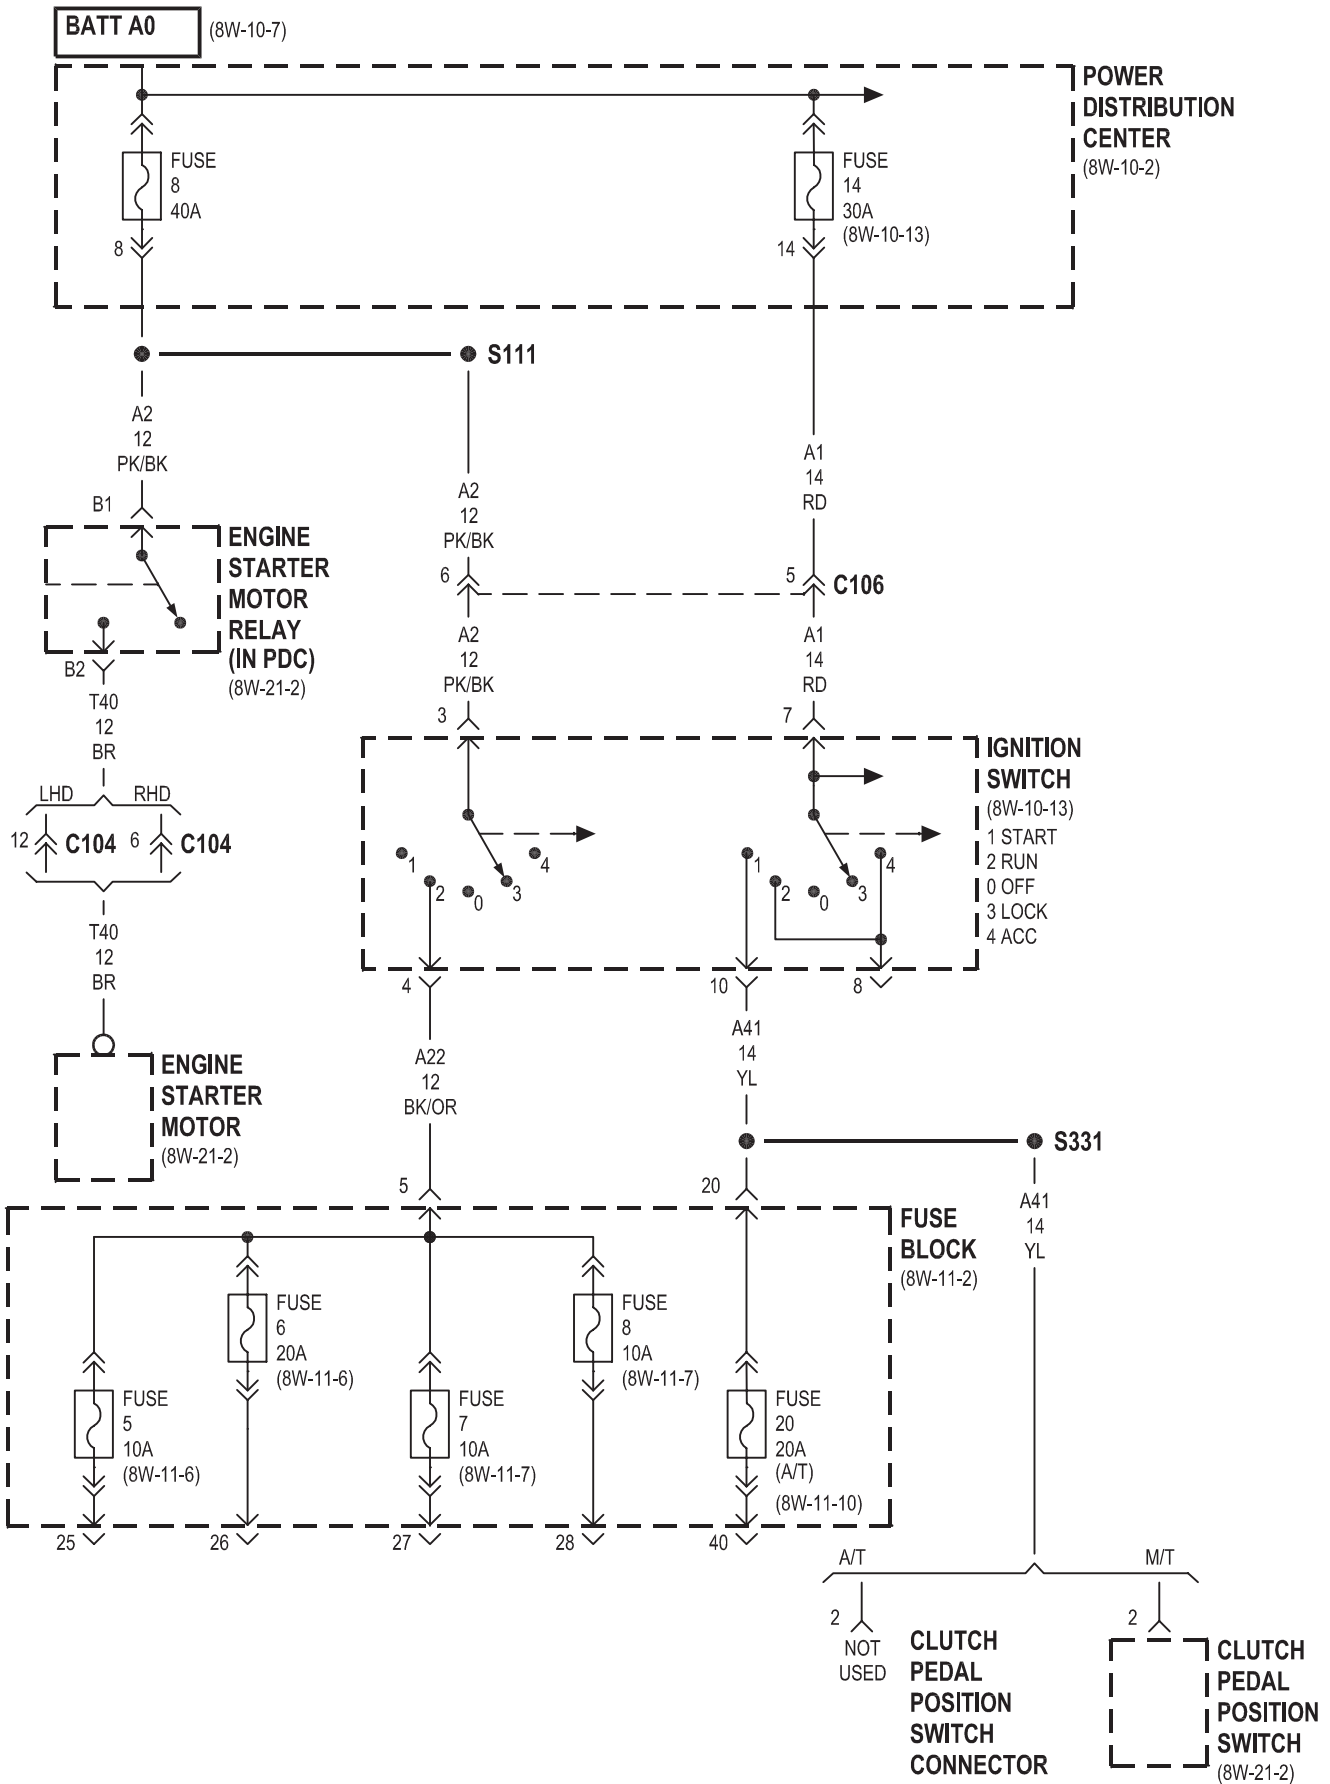 BATT A0
(8W-10-7)
POWER
DISTRIBUTION
CENTER
(8W-10-2)
FUSE
8
40A
8
FUSE
14
30A
(8W-10-13)
14
S111
A2
12
PK/BK
B1
ENGINE
STARTER
MOTOR
RELAY
(IN PDC)
(8W-21-2)
B2
T40
12
BR
LHD
RHD
12
C104
6
C104
T40
12
BR
ENGINE
STARTER
MOTOR
(8W-21-2)
A2
12
PK/BK
6
A1
14
RD
5
C106
A2
12
PK/BK
3
A1
14
RD
7
IGNITION
SWITCH
(8W-10-13)
1 START
2 RUN
0 OFF
3 LOCK
4 ACC
1
2
0
3
4
1
2
0
3
4
4
10
8
A22
12
BK/OR
5
A41
14
YL
S331
20
A41
14
YL
FUSE
BLOCK
(8W-11-2)
FUSE
5
10A
(8W-11-6)
FUSE
6
20A
(8W-11-6)
FUSE
7
10A
(8W-11-7)
FUSE
8
10A
(8W-11-7)
FUSE
20
20A
(A/T)
(8W-11-10)
25
26
27
28
40
A/T
M/T
2
NOT
USED
CLUTCH
PEDAL
POSITION
SWITCH
CONNECTOR
2
CLUTCH
PEDAL
POSITION
SWITCH
(8W-21-2)